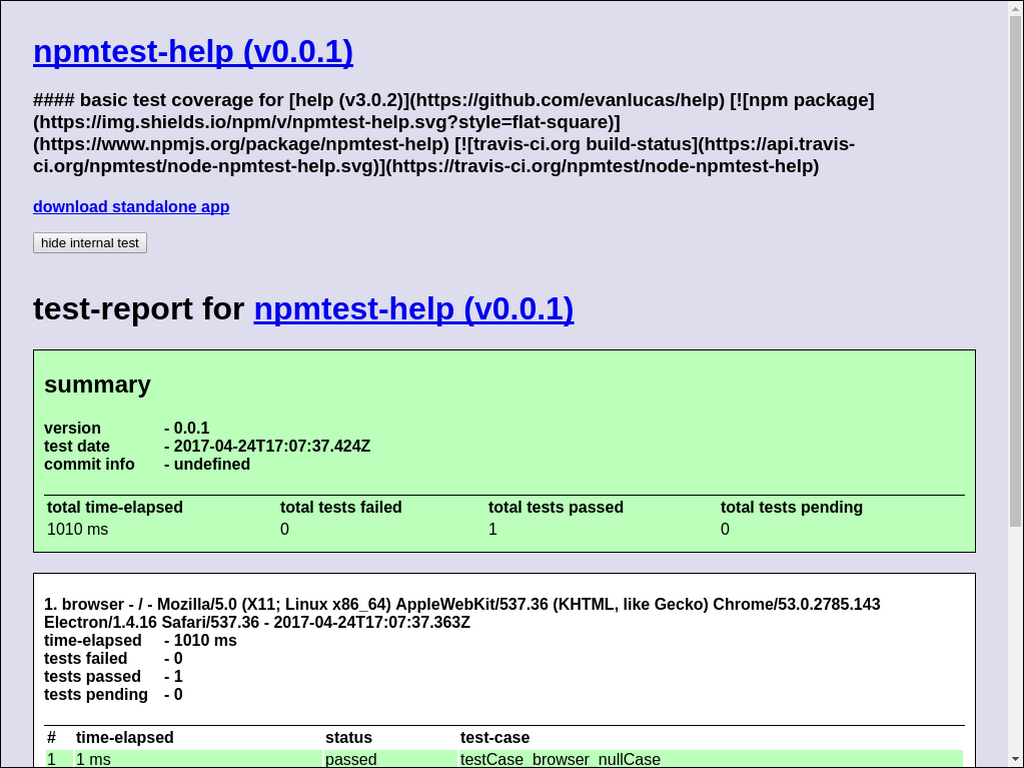 npmtest-help (v0.0.1)
#### basic test coverage for [help (v3.0.2)](https://github.com/evanlucas/help) [![npm package]
(https://img.shields.io/npm/v/npmtest-help.svg?style=flat-square)]
(https://www.npmjs.org/package/npmtest-help) [![travis-ci.org build-status](https://api.travis-
ci.org/npmtest/node-npmtest-help.svg)](https://travis-ci.org/npmtest/node-npmtest-help)
download standalone app
hide internal test
test-report for npmtest-help (v0.0.1)
summary
version - 0.0.1
test date - 2017-04-24T17:07:37.424Z
commit info - undefined
total time-elapsed total tests failed total tests passed total tests pending
1010 ms 0 1 0
1. browser - / - Mozilla/5.0 (X11; Linux x86_64) AppleWebKit/537.36 (KHTML, like Gecko) Chrome/53.0.2785.143
Electron/1.4.16 Safari/537.36 - 2017-04-24T17:07:37.363Z
time-elapsed - 1010 ms
tests failed - 0
tests passed - 1
tests pending - 0
# time-elapsed status test-case
1 1 ms passed testCase_browser_nullCase